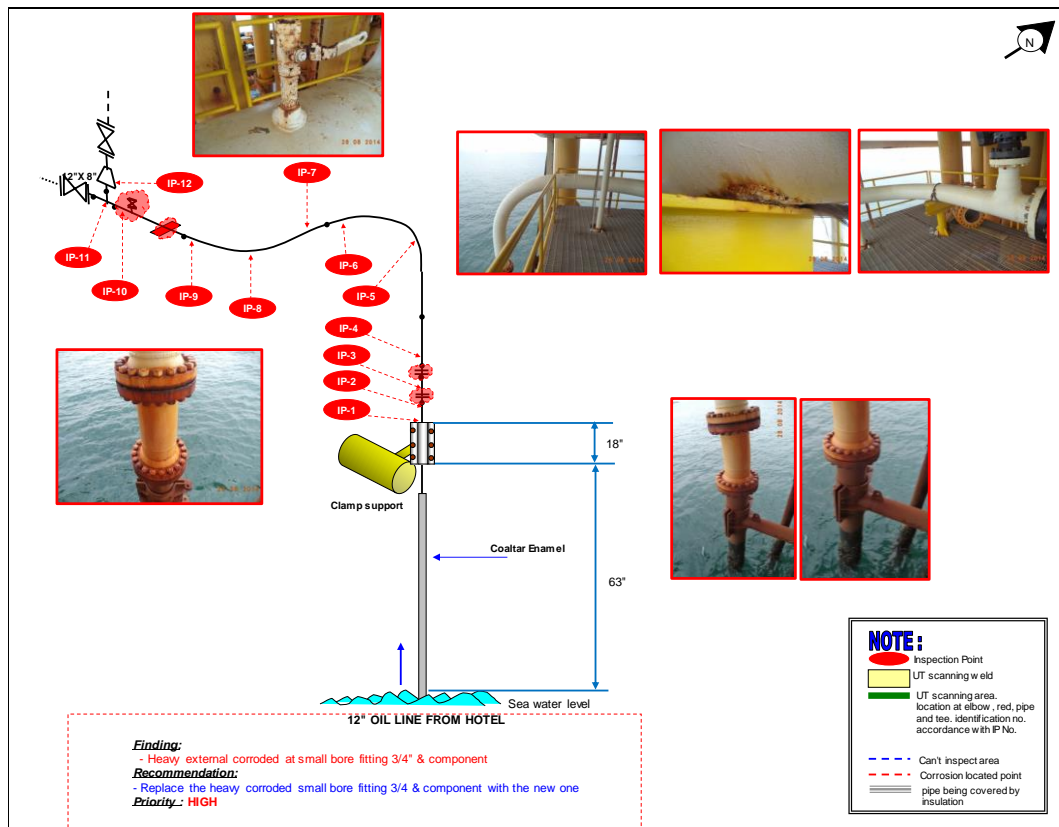 N
28 08 2014
12"X 8"
IP-12
IP-7
IP-11
IP-10
IP-9
IP-8
IP-6
IP-5
IP-4
IP-3
IP-2
IP-1
18"
Clamp support
Coaltar Enamel
63"
Sea water level
12" OIL LINE FROM HOTEL
Finding:
- Heavy external corroded at small bore fitting 3/4" & component
Recommendation:
- Replace the heavy corroded small bore fitting 3/4 & component with the new one
Priority : HIGH
NOTE :
Inspection Point
UT scanning weld
UT scanning area.
location at elbow , red, pipe
and tee. identification no.
accordance with IP No.
Can't inspect area
Corrosion located point
pipe being covered by
insulation